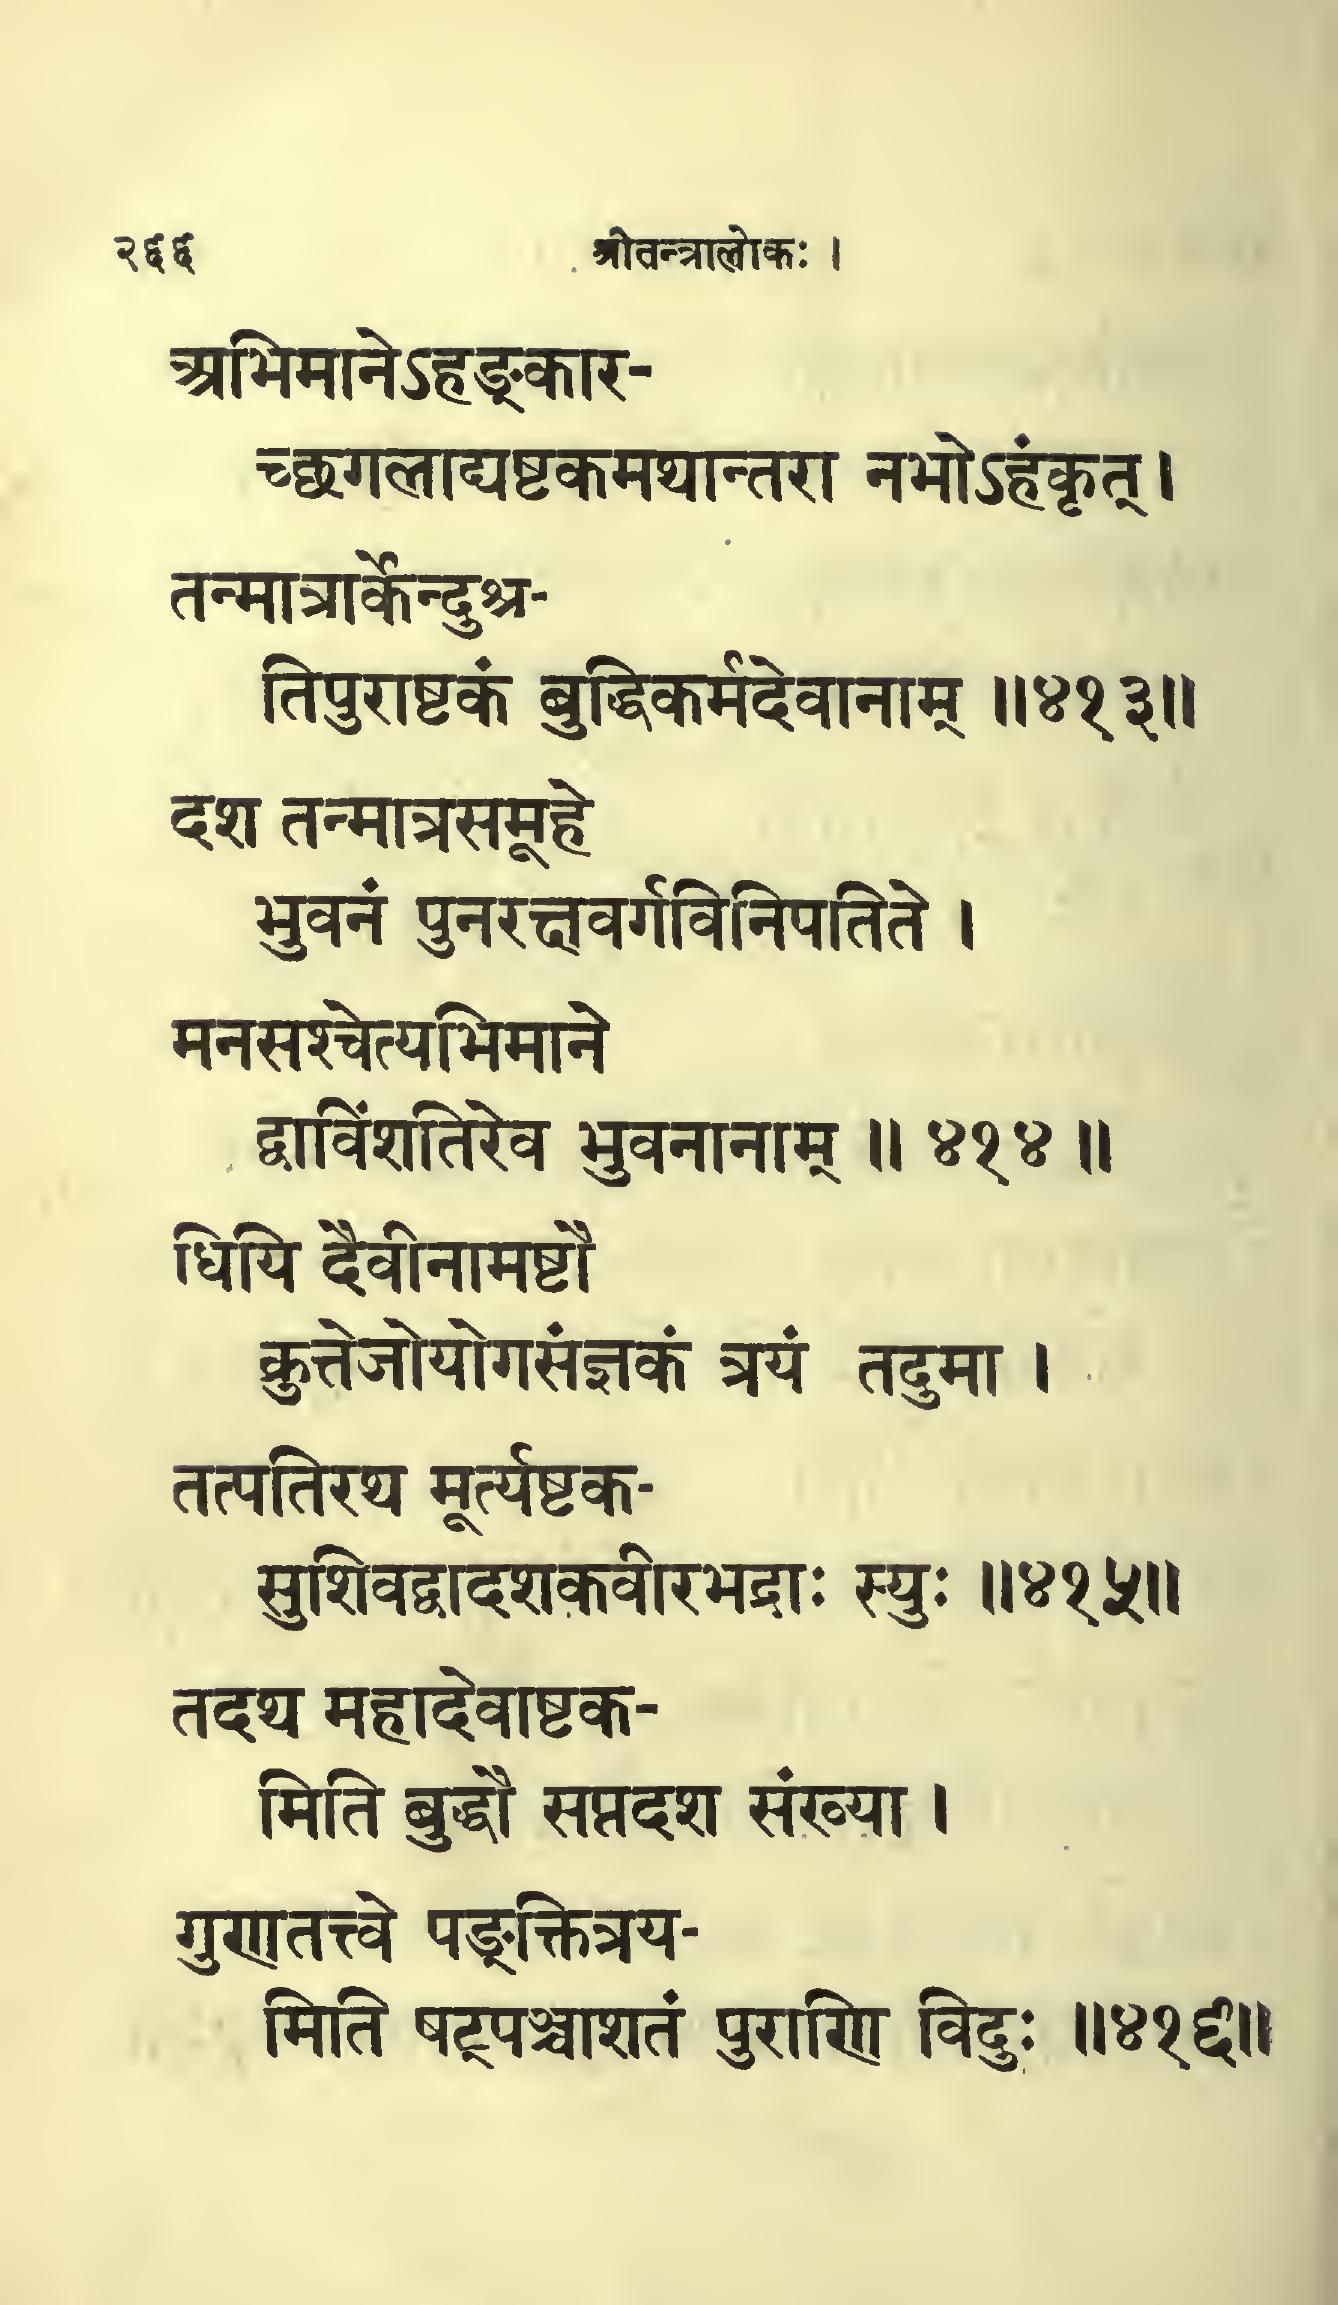 २६६ श्रीतन्त्रालोकः ।
अभिमानेऽहङ्कार-
च्छगलाद्यष्टकमथान्तरा नभोऽहंकृत् ।
तन्मात्रार्केन्दुश्र-
तिपुराष्टकं बुद्धिकर्मदेवानाम् ॥४१३॥
दश तन्मात्रसमूहे
भुवनं पुनरक्षवर्गविनिपतिते ।
मनसश्चेत्यभिमाने
द्वाविंशतिरेव भुवनानाम् ॥ ४१४ ॥
धियि दैवीनामष्टौ
क्रुत्तेजोयोगसंज्ञकं त्रयं तदुमा ।
तत्पतिरथ मूर्त्यष्टक-
सुशिवद्वादशकवीरभद्राः स्युः ॥४१५॥
तदथ महादेवाष्टक-
मिति बुद्धौ सप्तदश संख्या ।
गुणतत्त्वे पङ्क्तित्रय-
मिति षट्पञ्चाशतं पुराणि विदुः ॥४१६॥